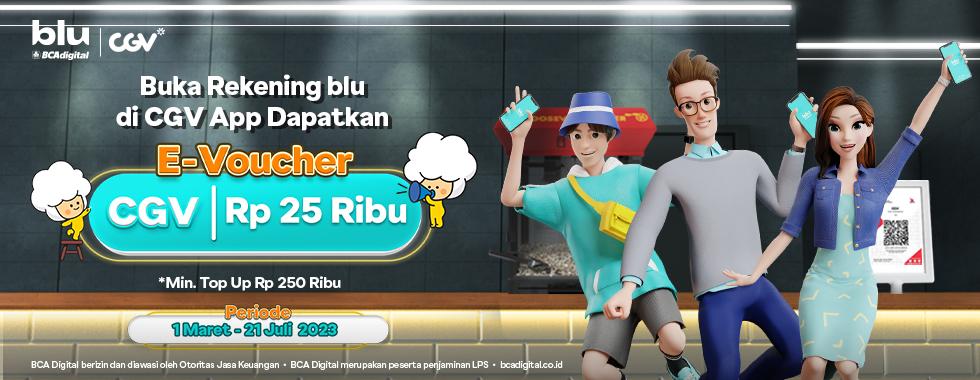 blu
BCAdigital
CGV
Buka Rekening blu
di CGV App Dapatkan
E-Voucher
CGV | Rp 25 Ribu
*Min. Top Up Rp 250 Ribu
Periode
1 Maret - 21 Juli 2023
BCA Digital berizin dan diawasi oleh Otoritas Jasa Keuangan • BCA Digital merupakan peserta penjaminan LPS • bcadigital.co.id